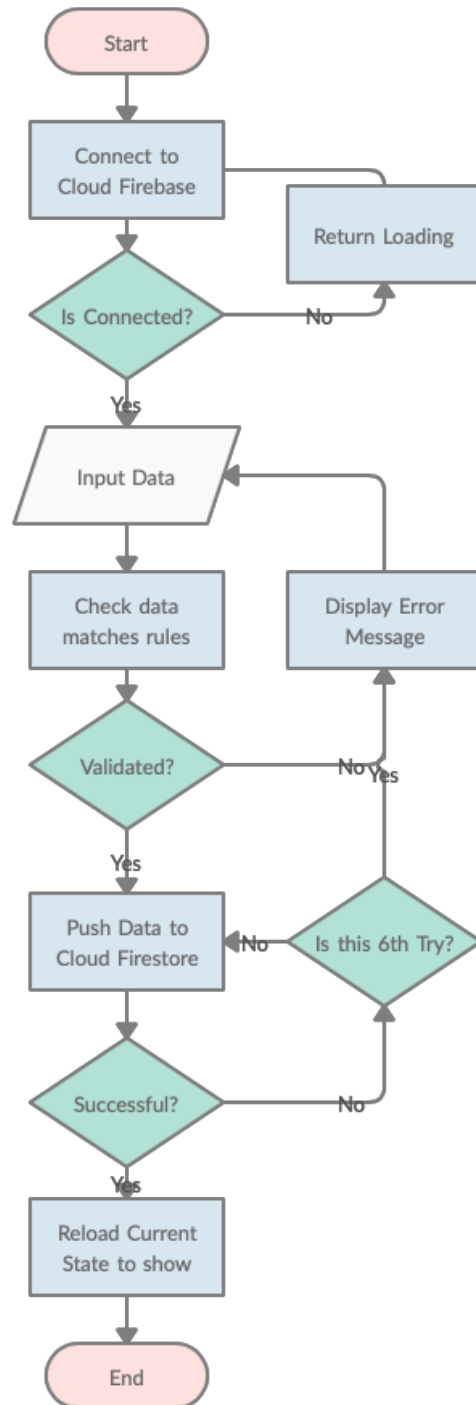 Start
Connect to
Cloud Firebase
Return Loading
Is Connected?
No
Yes
Input Data
Check data
matches rules
Display Error
Message
Validated?
No
Yes
Yes
Push Data to
Cloud Firestore
No
Is this 6th Try?
Successful?
No
Yes
Reload Current
State to show
End